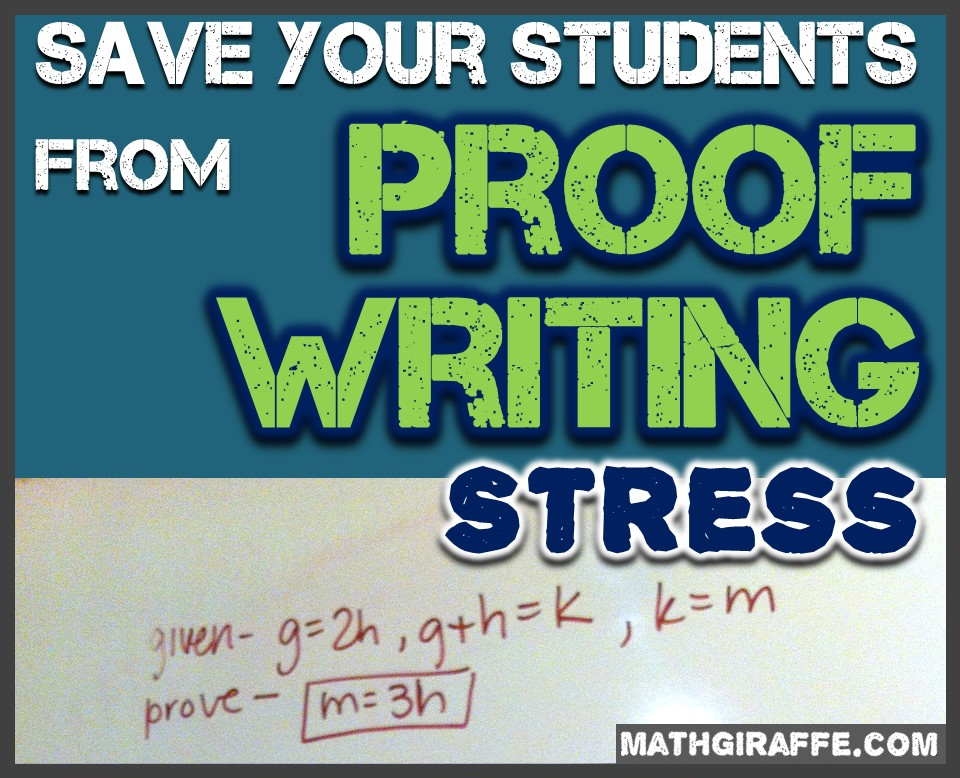 SAVE YOUR STUDENTS
FROM PROOF
WRITING
STRESS
given- g=2h, g+h=k, k=m
prove - m=3h
MATHGIRAFFE.COM